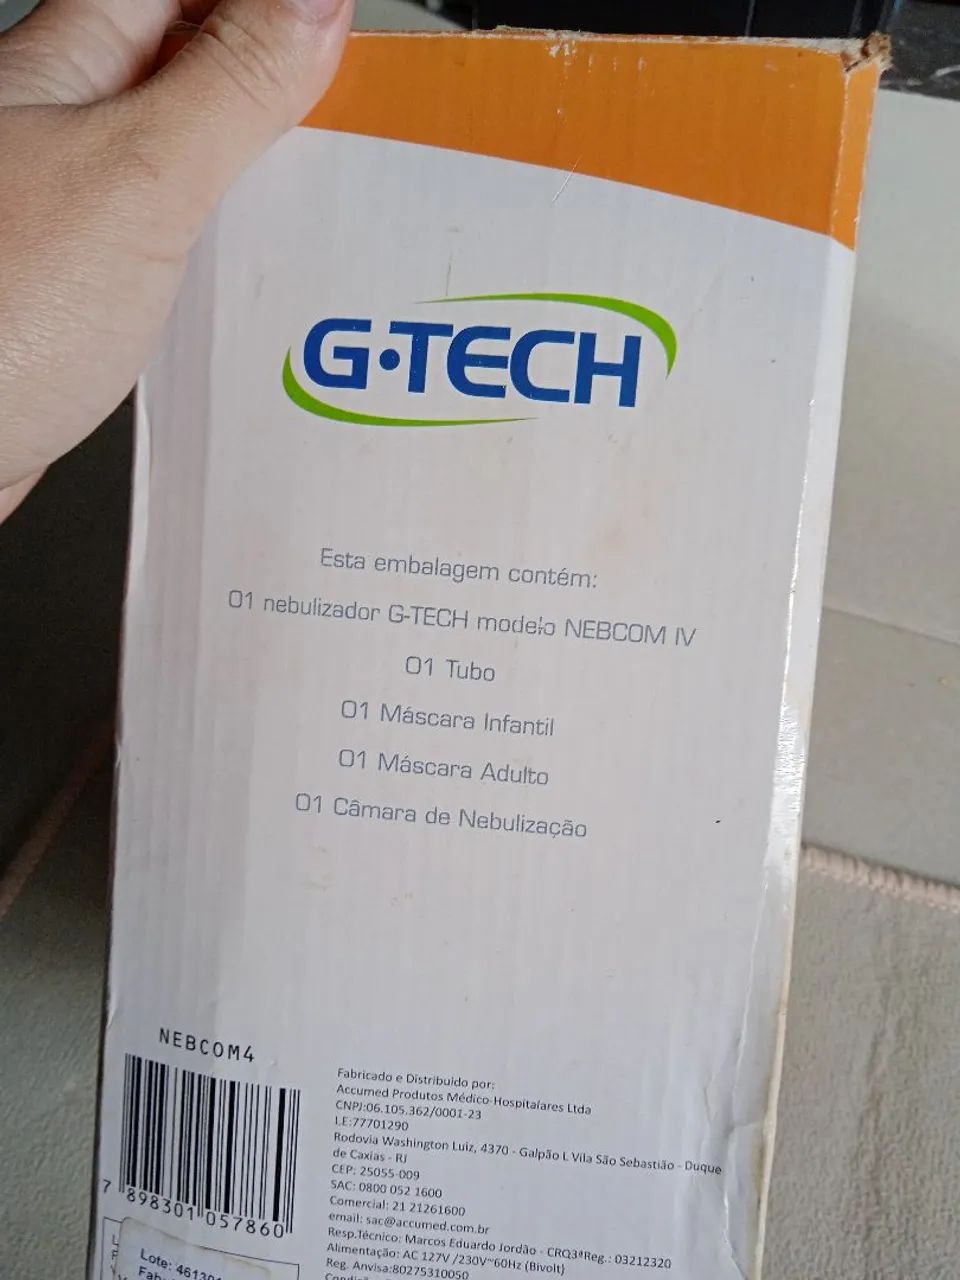 G·TECH
Esta embalagem contém:
01 nebulizador G-TECH modelo NEBCOM IV
01 Tubo
01 Máscara Infantil
01 Máscara Adulto
01 Câmara de Nebulização
NEBCOM4
7 898301 057860
Fabricado e Distribuido por:
Accumed Produtos Médico-Hospitalares Ltda
CNPJ:06.105.362/0001-23
I.E:77701290
Rodovia Washington Luiz, 4370 - Galpão L Vila São Sebastião - Duque
de Caxias - RJ
CEP: 25055-009
SAC: 0800 052 1600
Comercial: 21 21261600
email: sac@accumed.com.br
Resp.Técnico: Marcos Eduardo Jordão - CRQ3ªReg.: 03212320
Alimentação: AC 127V /230V~60Hz (Bivolt)
Reg. Anvisa:80275310050
Lote: